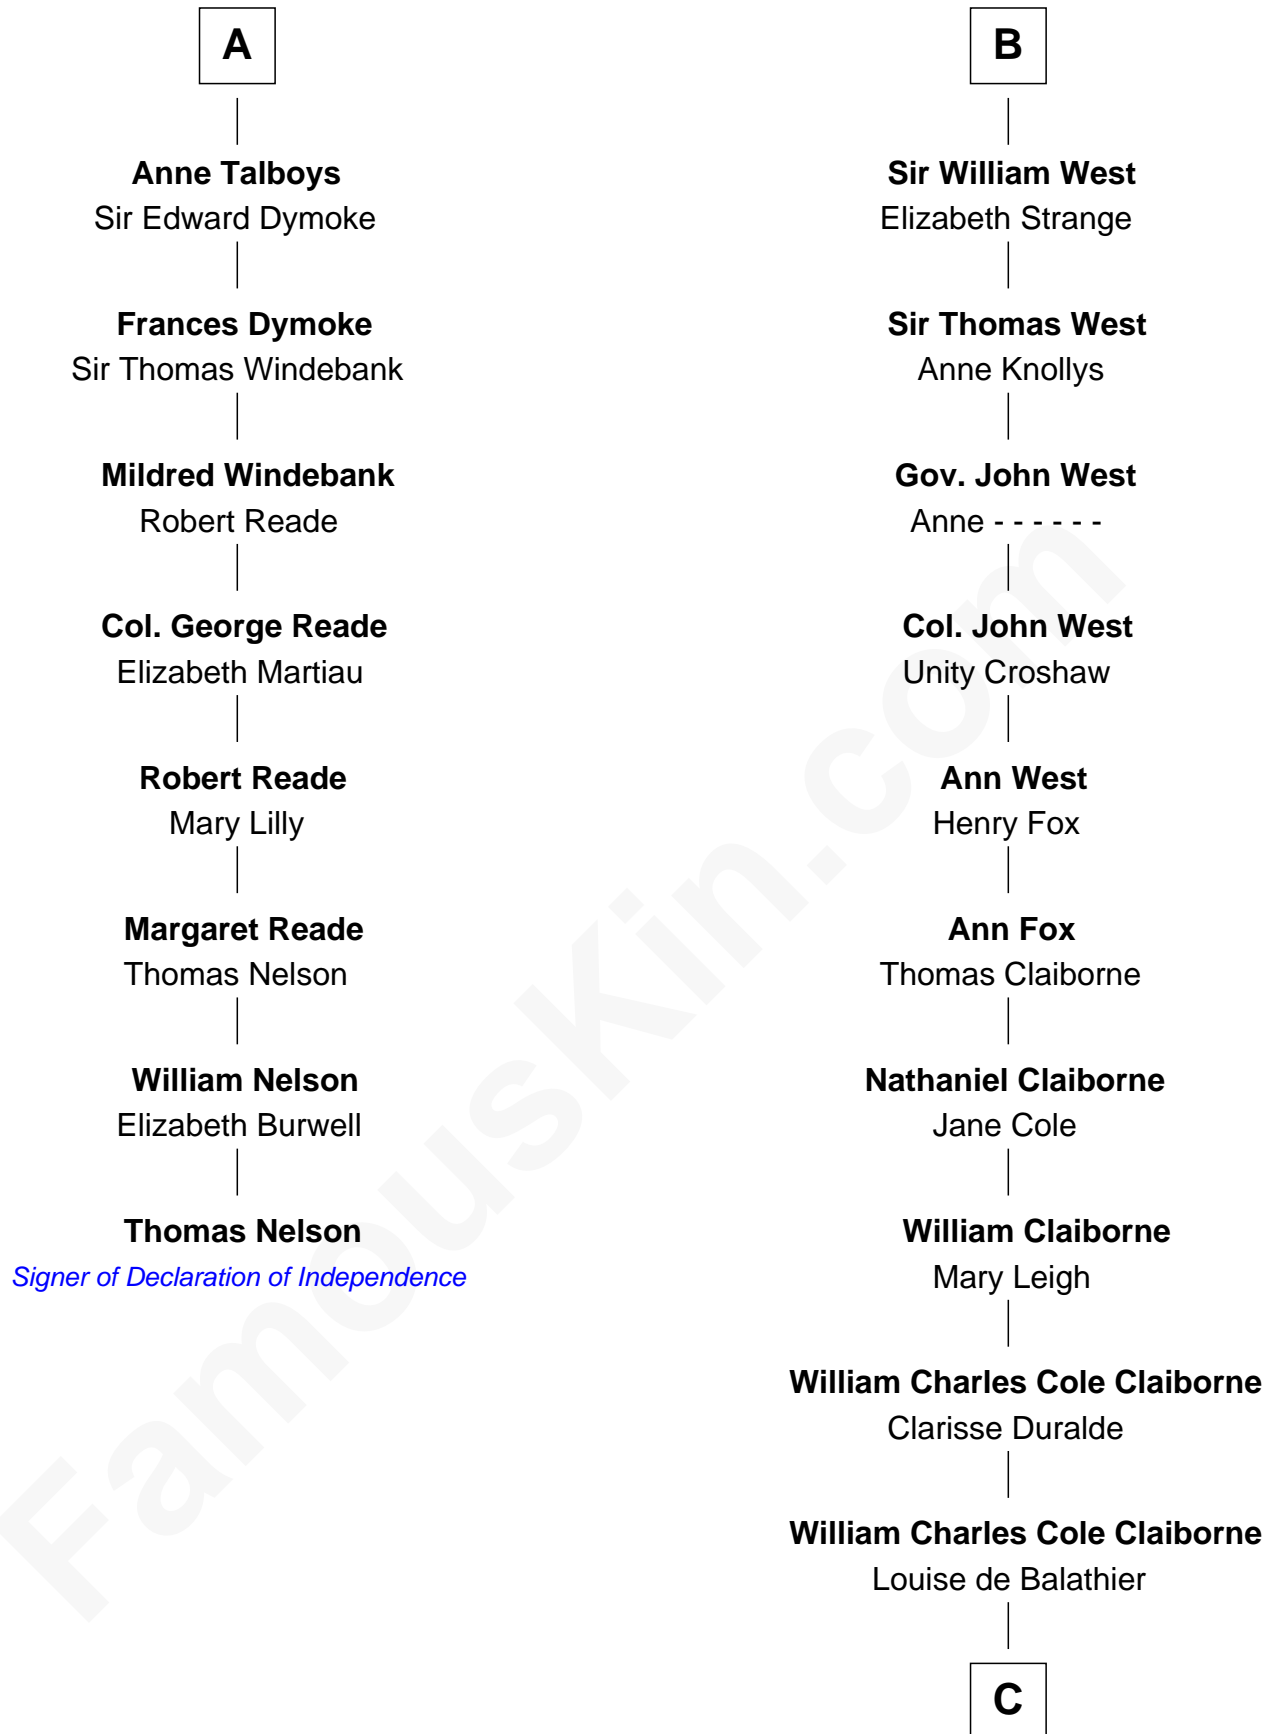 A
Anne Talboys
Sir Edward Dymoke
Frances Dymoke
Sir Thomas Windebank
Mildred Windebank
Robert Reade
Col. George Reade
Elizabeth Martiau
Robert Reade
Mary Lilly
Margaret Reade
Thomas Nelson
William Nelson
Elizabeth Burwell
Thomas Nelson
Signer of Declaration of Independence
B
Sir William West
Elizabeth Strange
Sir Thomas West
Anne Knollys
Gov. John West
Anne - - - - - -
Col. John West
Unity Croshaw
Ann West
Henry Fox
Ann Fox
Thomas Claiborne
Nathaniel Claiborne
Jane Cole
William Claiborne
Mary Leigh
William Charles Cole Claiborne
Clarisse Duralde
William Charles Cole Claiborne
Louise de Balathier
C
FamousKin.com